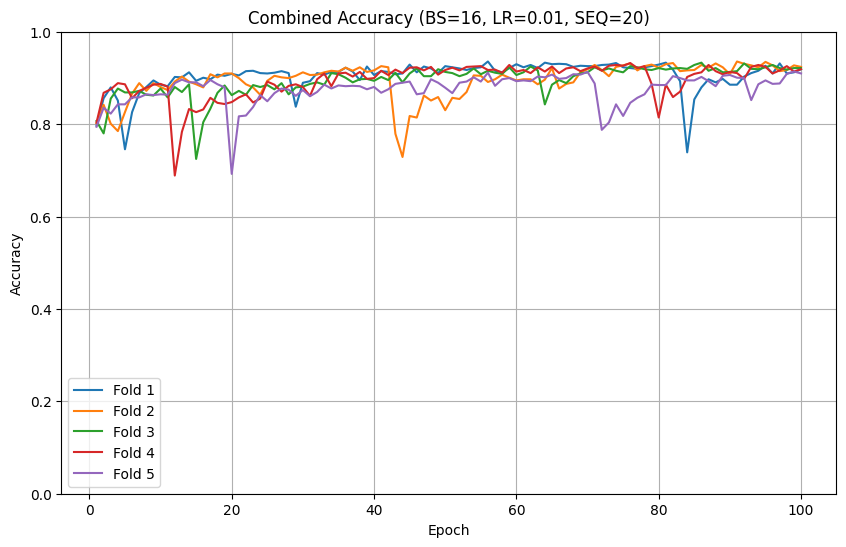 Combined Accuracy (BS=16, LR=0.01, SEQ=20)
Accuracy
1.0
0.8
0.6
0.4
0.2
0.0
Fold 1
Fold 2
Fold 3
Fold 4
Fold 5
0 20 40 60 80 100
Epoch